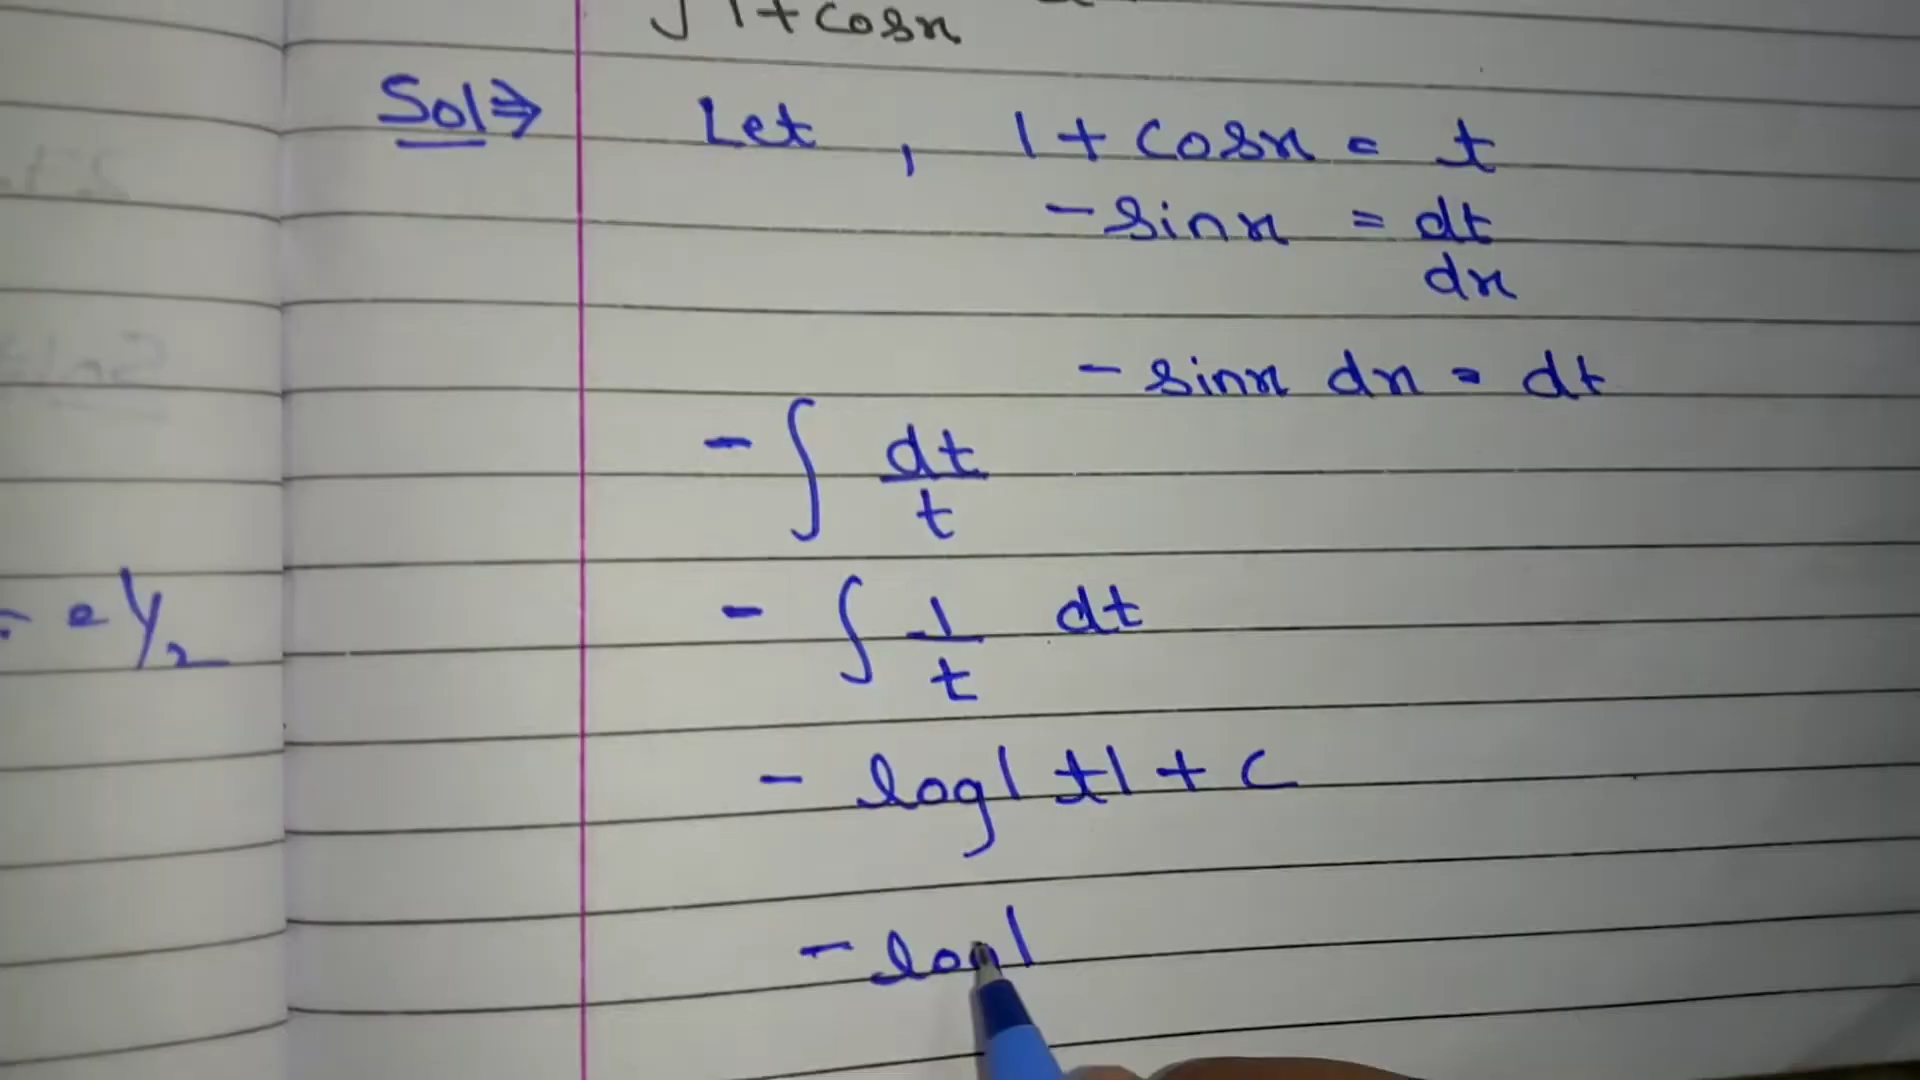 ∫ 1 + cosx
Sol ⇒ Let , 1 + cosx = t
- sinx = dt/dx
- sinx dx = dt
- ∫ dt/t
- ∫ 1/t dt
- log|t| + c
- log|